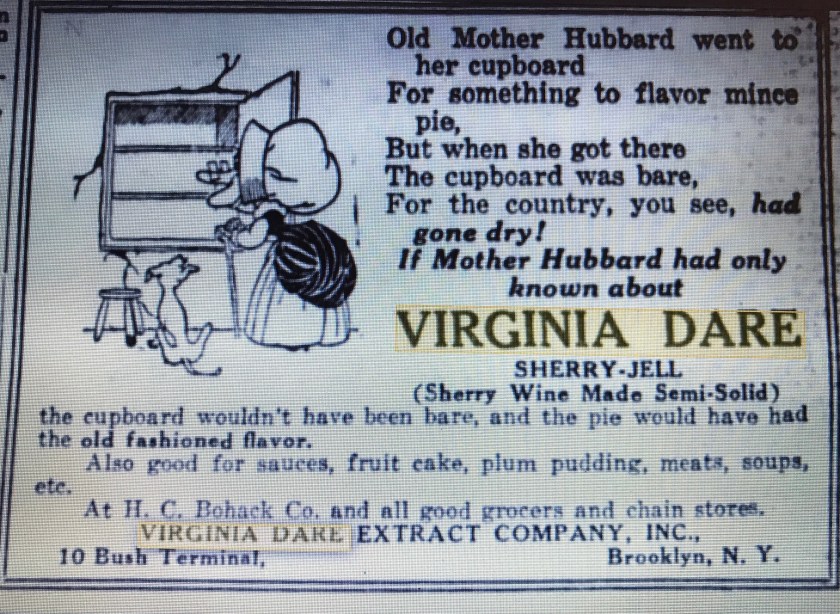 Old Mother Hubbard went to
her cupboard
For something to flavor mince
pie,
But when she got there
The cupboard was bare,
For the country, you see, had
gone dry!
If Mother Hubbard had only
known about
VIRGINIA DARE
SHERRY-JELL
(Sherry Wine Made Semi-Solid)
the cupboard wouldn't have been bare, and the pie would have had
the old fashioned flavor.
Also good for sauces, fruit cake, plum pudding, meats, soups,
etc.
At H. C. Bohack Co. and all good grocers and chain stores.
VIRGINIA DARE EXTRACT COMPANY, INC.,
10 Bush Terminal,
Brooklyn, N. Y.